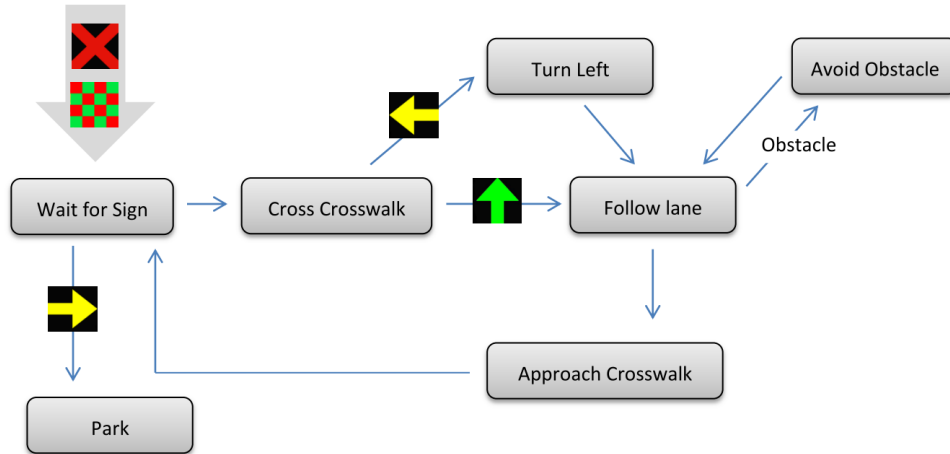 Turn Left
Avoid Obstacle
Obstacle
Wait for Sign
Cross Crosswalk
Follow lane
Approach Crosswalk
Park